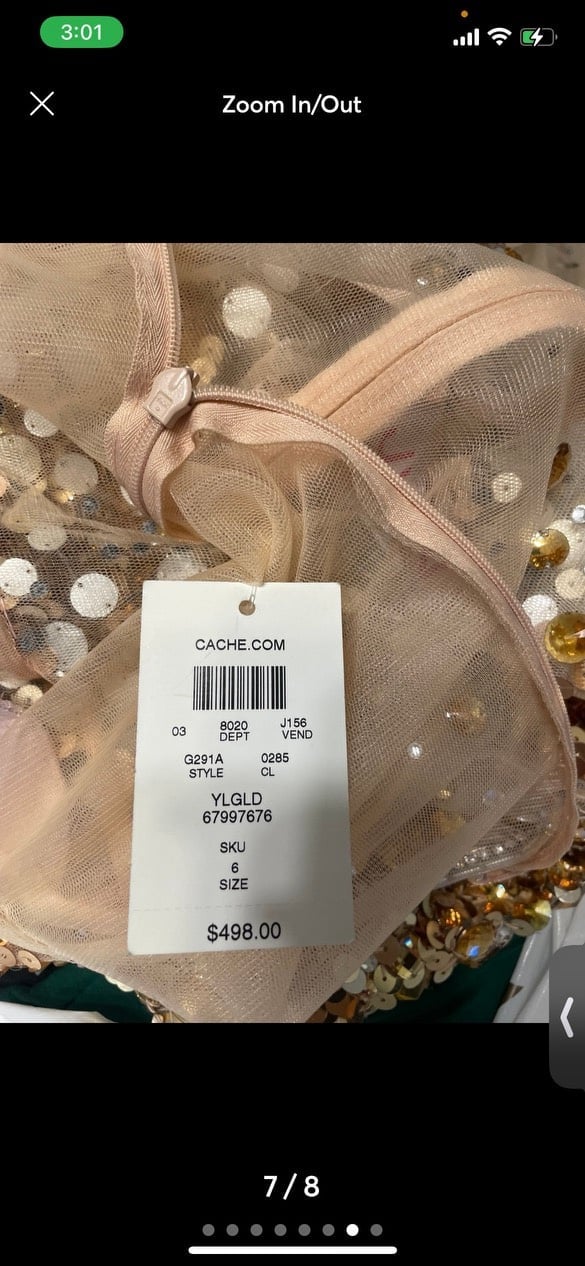 3:01
Zoom In/Out
CACHE.COM
03 8020 J156
DEPT VEND
G291A 0285
STYLE CL
YLGLD
67997676
SKU
6
SIZE
$498.00
7/8